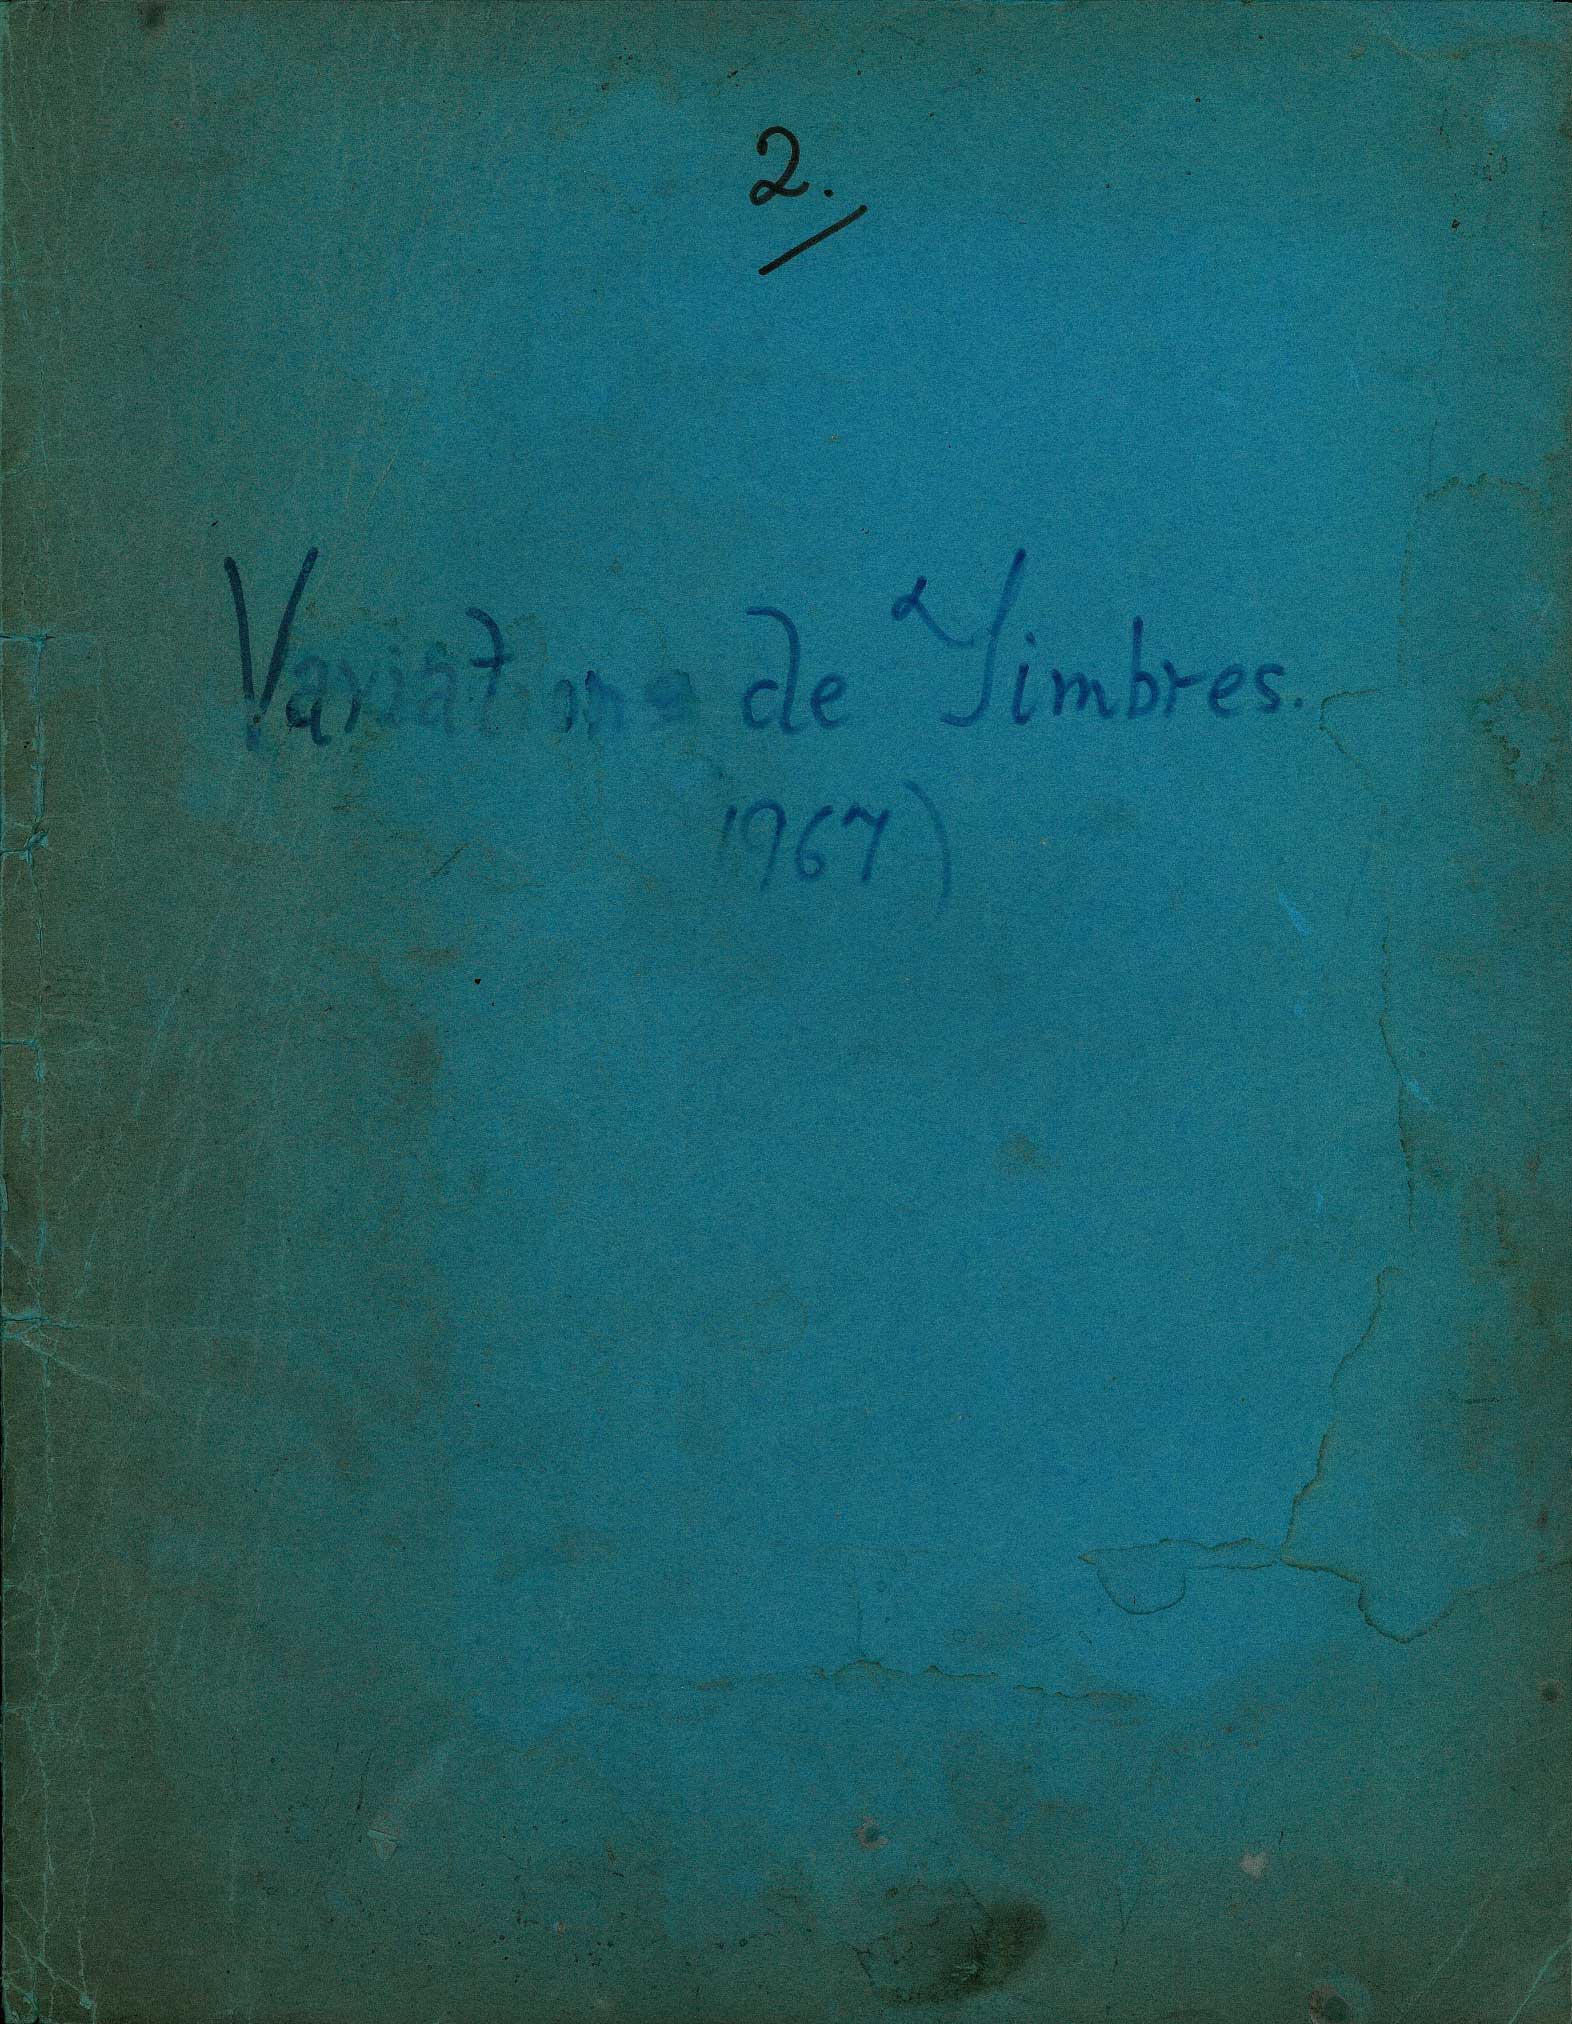 2.
Variations de Timbres.
1967)